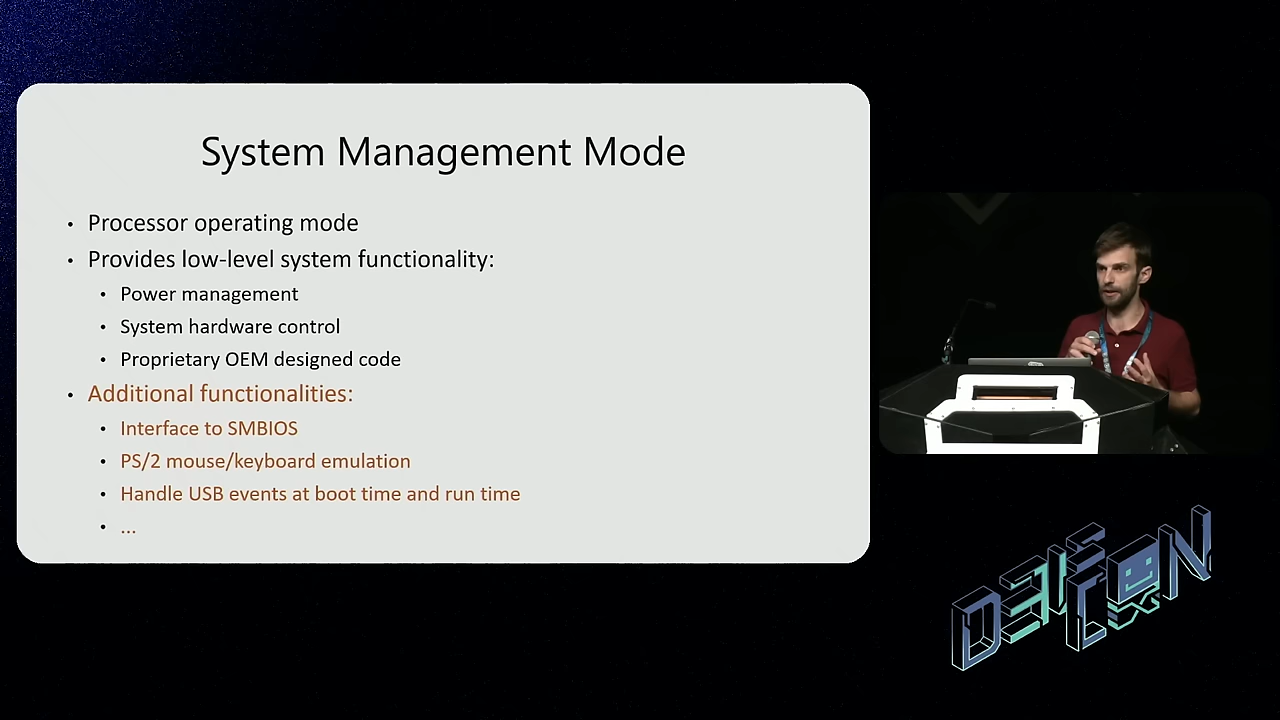 System Management Mode
• Processor operating mode
• Provides low-level system functionality:
• Power management
• System hardware control
• Proprietary OEM designed code
• Additional functionalities:
• Interface to SMBIOS
• PS/2 mouse/keyboard emulation
• Handle USB events at boot time and run time
• ...
DEF
CON